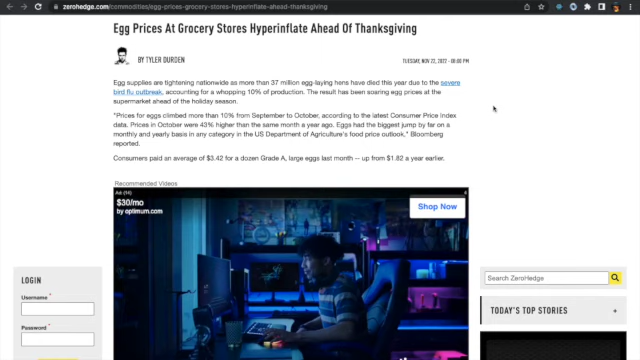 zerohedge.com/commodities/egg-prices-grocery-stores-hyperinflate-ahead-thanksgiving
Egg Prices At Grocery Stores Hyperinflate Ahead Of Thanksgiving
BY TYLER DURDEN
TUESDAY, NOV 22, 2022 - 08:00 PM
Egg supplies are tightening nationwide as more than 37 million egg-laying hens have died this year due to the severe
bird flu outbreak, accounting for a whopping 10% of production. The result has been soaring egg prices at the
supermarket ahead of the holiday season.
"Prices for eggs climbed more than 10% from September to October, according to the latest Consumer Price Index
data. Prices in October were 43% higher than the same month a year ago. Eggs had the biggest jump by far on a
monthly and yearly basis in any category in the US Department of Agriculture's food price outlook," Bloomberg
reported.
Consumers paid an average of $3.42 for a dozen Grade A, large eggs last month -- up from $1.82 a year earlier.
Recommended Videos
Ad (14)
$30/mo
by optimum.com
Shop Now
LOGIN
Username *
Password *
Search ZeroHedge
TODAY'S TOP STORIES +